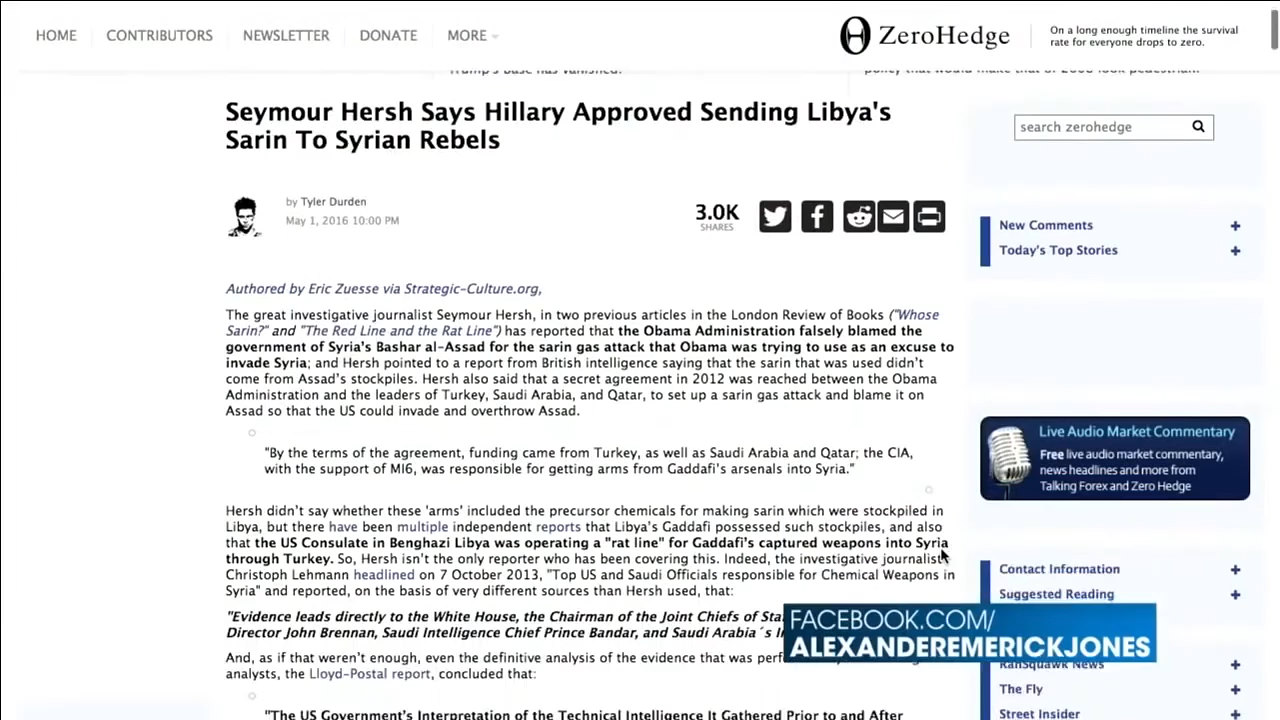 HOME
CONTRIBUTORS
NEWSLETTER
DONATE
MORE
ZeroHedge
On a long enough timeline the survival
rate for everyone drops to zero.
Trump's Base has vanished.
policy that would make that of 2008 look pedestrian.
Seymour Hersh Says Hillary Approved Sending Libya's
Sarin To Syrian Rebels
search zerohedge
by Tyler Durden
May 1, 2016 10:00 PM
3.0K
SHARES
New Comments
Today's Top Stories
Authored by Eric Zuesse via Strategic-Culture.org,
The great investigative journalist Seymour Hersh, in two previous articles in the London Review of Books ("Whose
Sarin?" and "The Red Line and the Rat Line") has reported that the Obama Administration falsely blamed the
government of Syria's Bashar al-Assad for the sarin gas attack that Obama was trying to use as an excuse to
invade Syria; and Hersh pointed to a report from British intelligence saying that the sarin that was used didn't
come from Assad's stockpiles. Hersh also said that a secret agreement in 2012 was reached between the Obama
Administration and the leaders of Turkey, Saudi Arabia, and Qatar, to set up a sarin gas attack and blame it on
Assad so that the US could invade and overthrow Assad.
"By the terms of the agreement, funding came from Turkey, as well as Saudi Arabia and Qatar; the CIA,
with the support of MI6, was responsible for getting arms from Gaddafi's arsenals into Syria."
Live Audio Market Commentary
Free live audio market commentary,
news headlines and more from
Talking Forex and Zero Hedge
Hersh didn't say whether these 'arms' included the precursor chemicals for making sarin which were stockpiled in
Libya, but there have been multiple independent reports that Libya's Gaddafi possessed such stockpiles, and also
that the US Consulate in Benghazi Libya was operating a "rat line" for Gaddafi's captured weapons into Syria
through Turkey. So, Hersh isn't the only reporter who has been covering this. Indeed, the investigative journalist
Christoph Lehmann headlined on 7 October 2013, "Top US and Saudi Officials responsible for Chemical Weapons in
Syria" and reported, on the basis of very different sources than Hersh used, that:
"Evidence leads directly to the White House, the Chairman of the Joint Chiefs of
Director John Brennan, Saudi Intelligence Chief Prince Bandar, and Saudi Arabia´s
And, as if that weren't enough, even the definitive analysis of the evidence that was
analysts, the Lloyd-Postal report, concluded that:
"The US Government's Interpretation of the Technical Intelligence It Gathered Prior to and After
Contact Information
Suggested Reading
RanSquawk News
The Fly
Street Insider
FACEBOOK.COM/
ALEXANDEREMERICKJONES